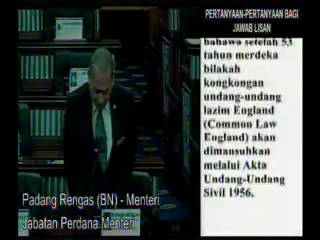 PERTANYAAN-PERTANYAAN BAGI
JAWAB LISAN
bahawa setelah 53
tahun merdeka
bilakah
kongkongan
undang-undang
lazim England
(Common Law
England) akan
dimansuhkan
melalui Akta
Undang-Undang
Sivil 1956.
Padang Rengas (BN) - Menteri
Jabatan Perdana Menteri